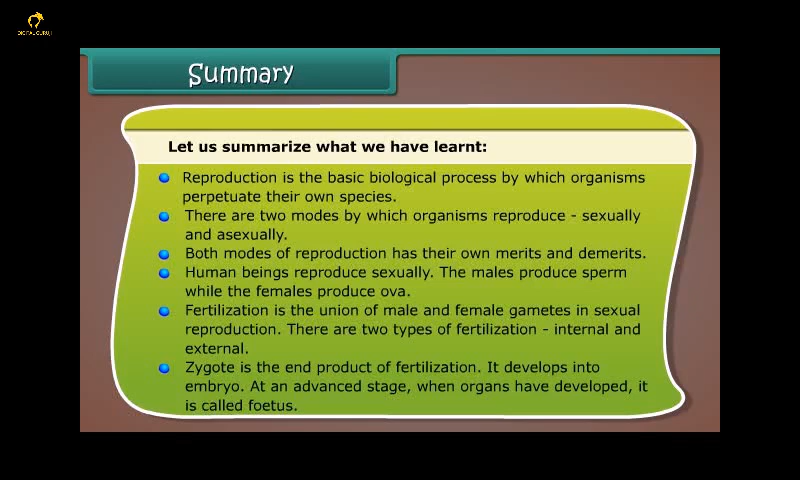 DIGITAL GURUJI
Summary
Let us summarize what we have learnt:
Reproduction is the basic biological process by which organisms
perpetuate their own species.
There are two modes by which organisms reproduce - sexually
and asexually.
Both modes of reproduction has their own merits and demerits.
Human beings reproduce sexually. The males produce sperm
while the females produce ova.
Fertilization is the union of male and female gametes in sexual
reproduction. There are two types of fertilization - internal and
external.
Zygote is the end product of fertilization. It develops into
embryo. At an advanced stage, when organs have developed, it
is called foetus.